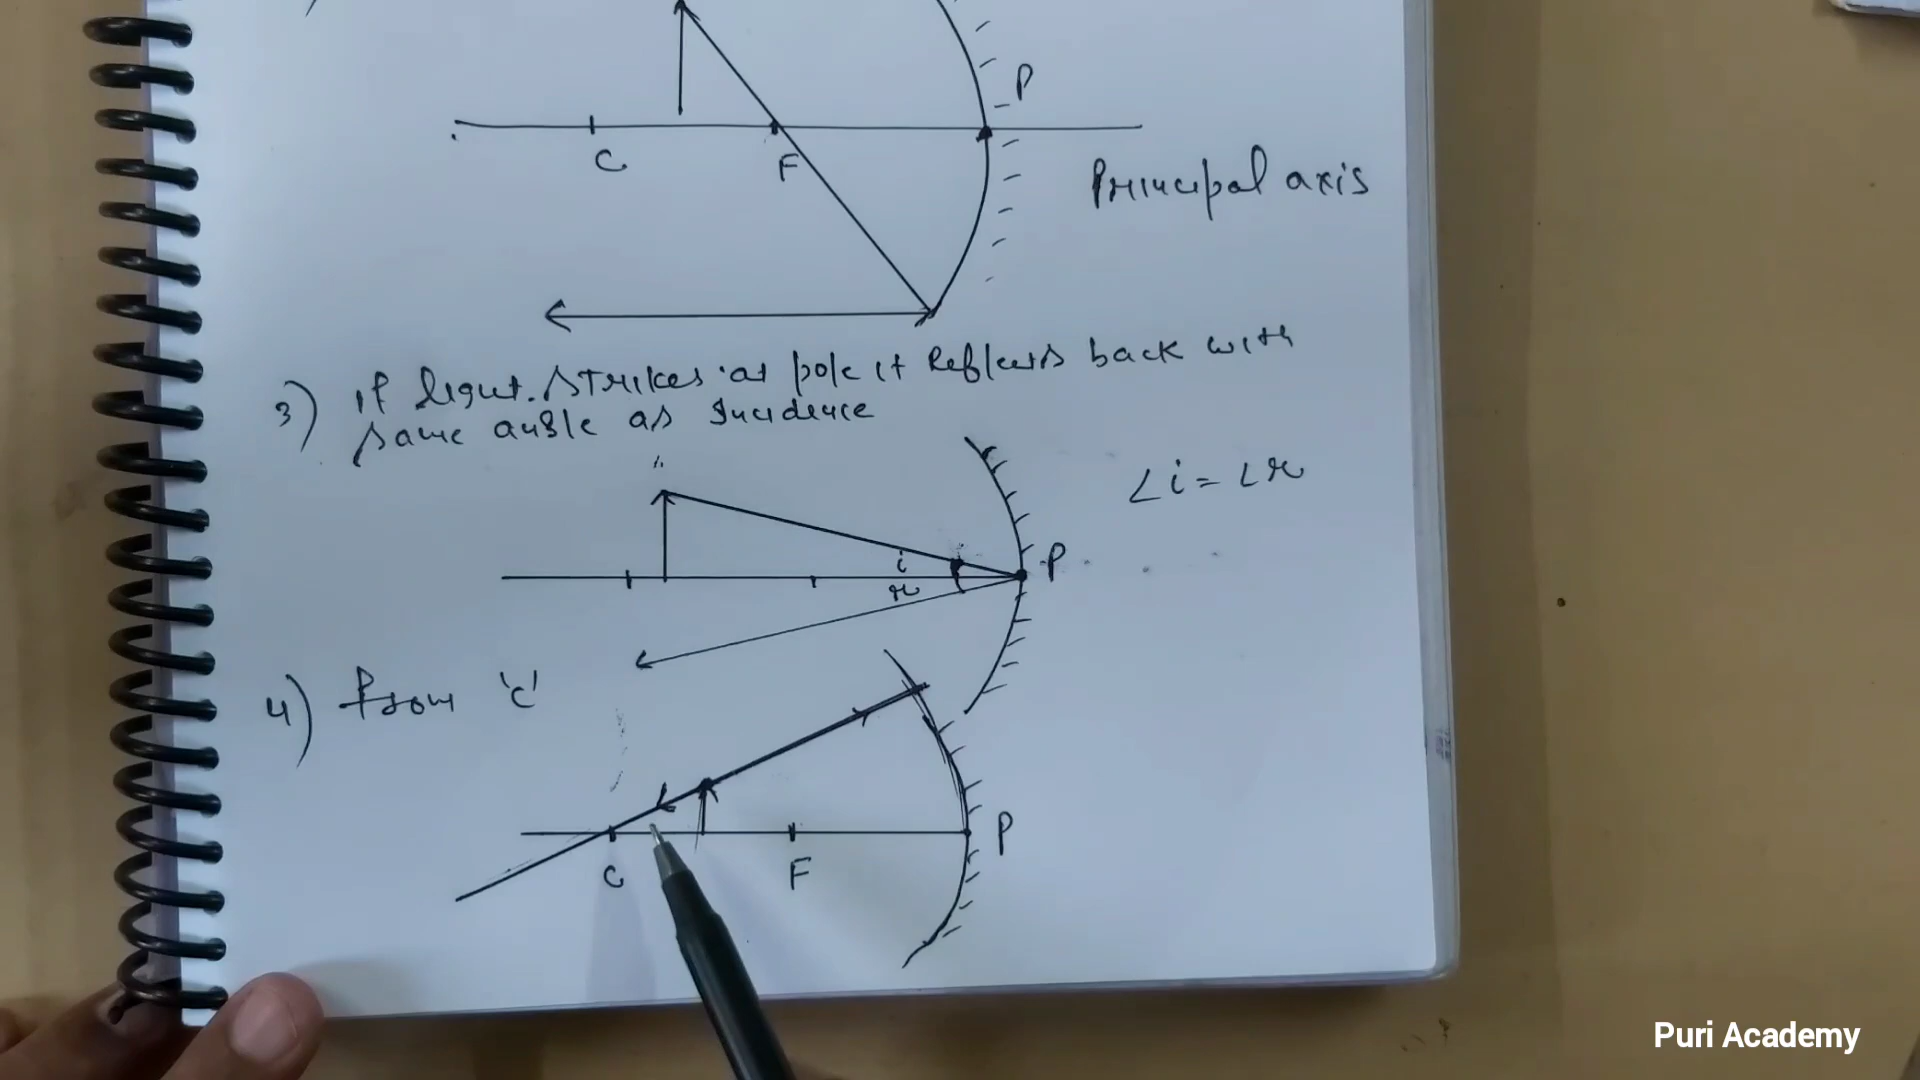 P
C
F
Principal axis
3) If light strikes at pole it Reflects back with
same angle as Incidence
∠i = ∠r
i
r
P
4) from 'c'
C
F
P
Puri Academy